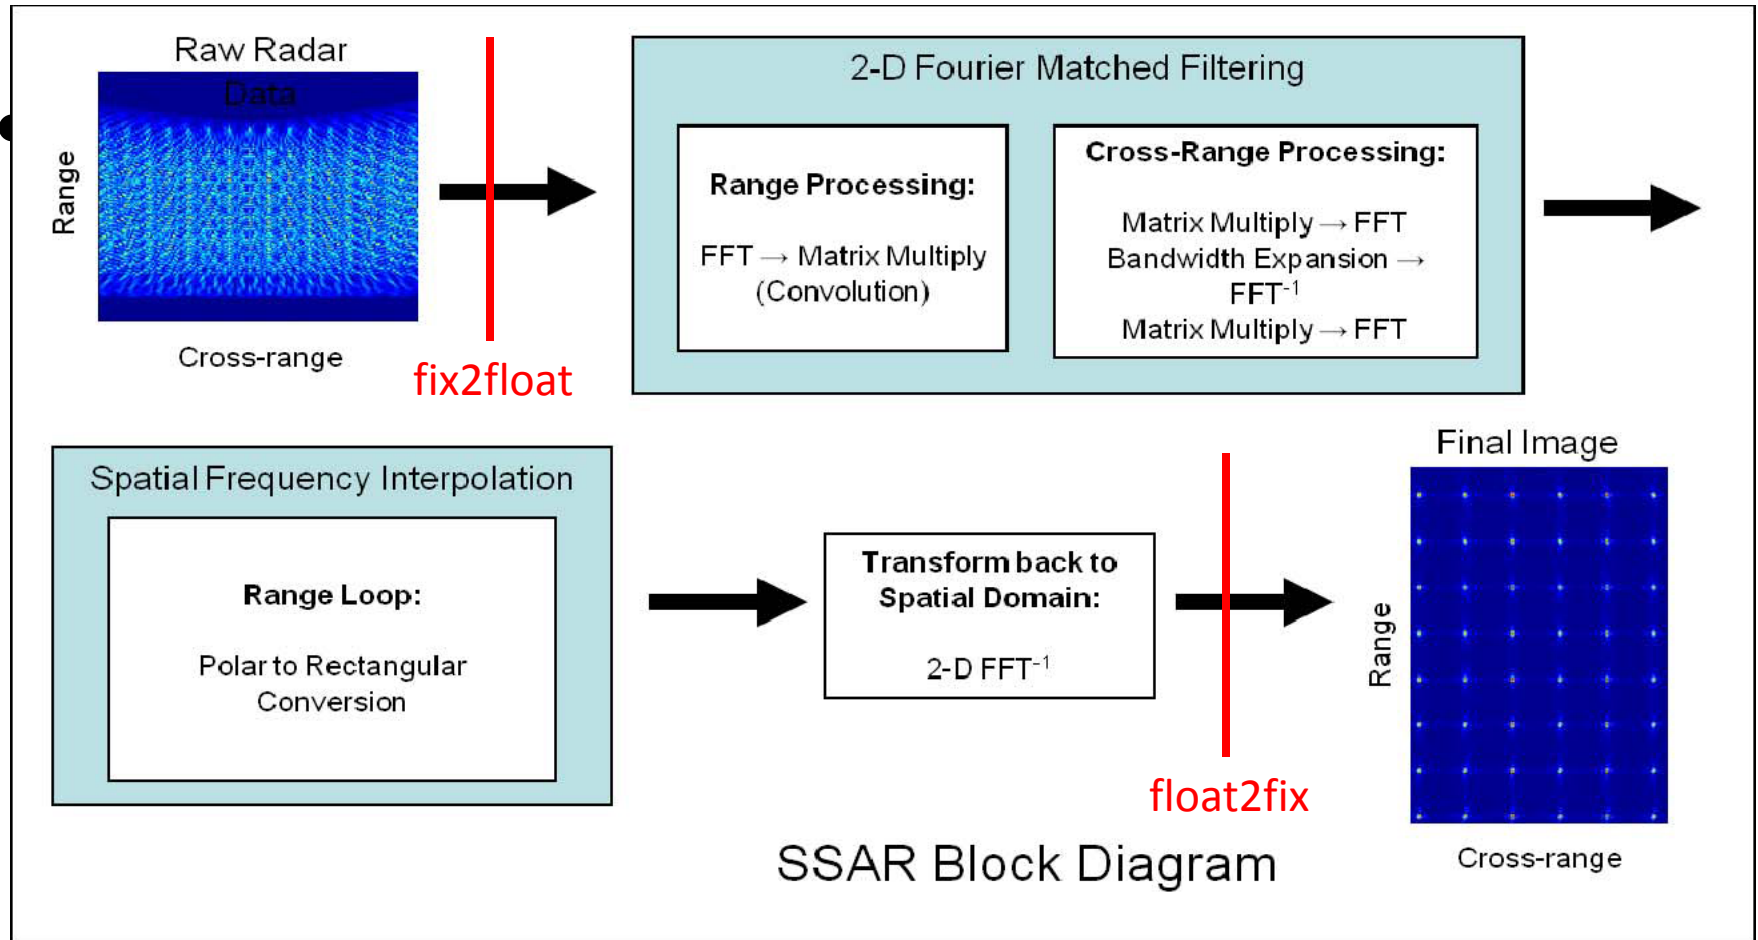 Raw Radar
Data
Range
Cross-range
fix2float
2-D Fourier Matched Filtering
Range Processing:
FFT → Matrix Multiply
(Convolution)
Cross-Range Processing:
Matrix Multiply → FFT
Bandwidth Expansion →
FFT⁻¹
Matrix Multiply → FFT
Spatial Frequency Interpolation
Range Loop:
Polar to Rectangular
Conversion
Transform back to
Spatial Domain:
2-D FFT⁻¹
float2fix
Final Image
Range
Cross-range
SSAR Block Diagram